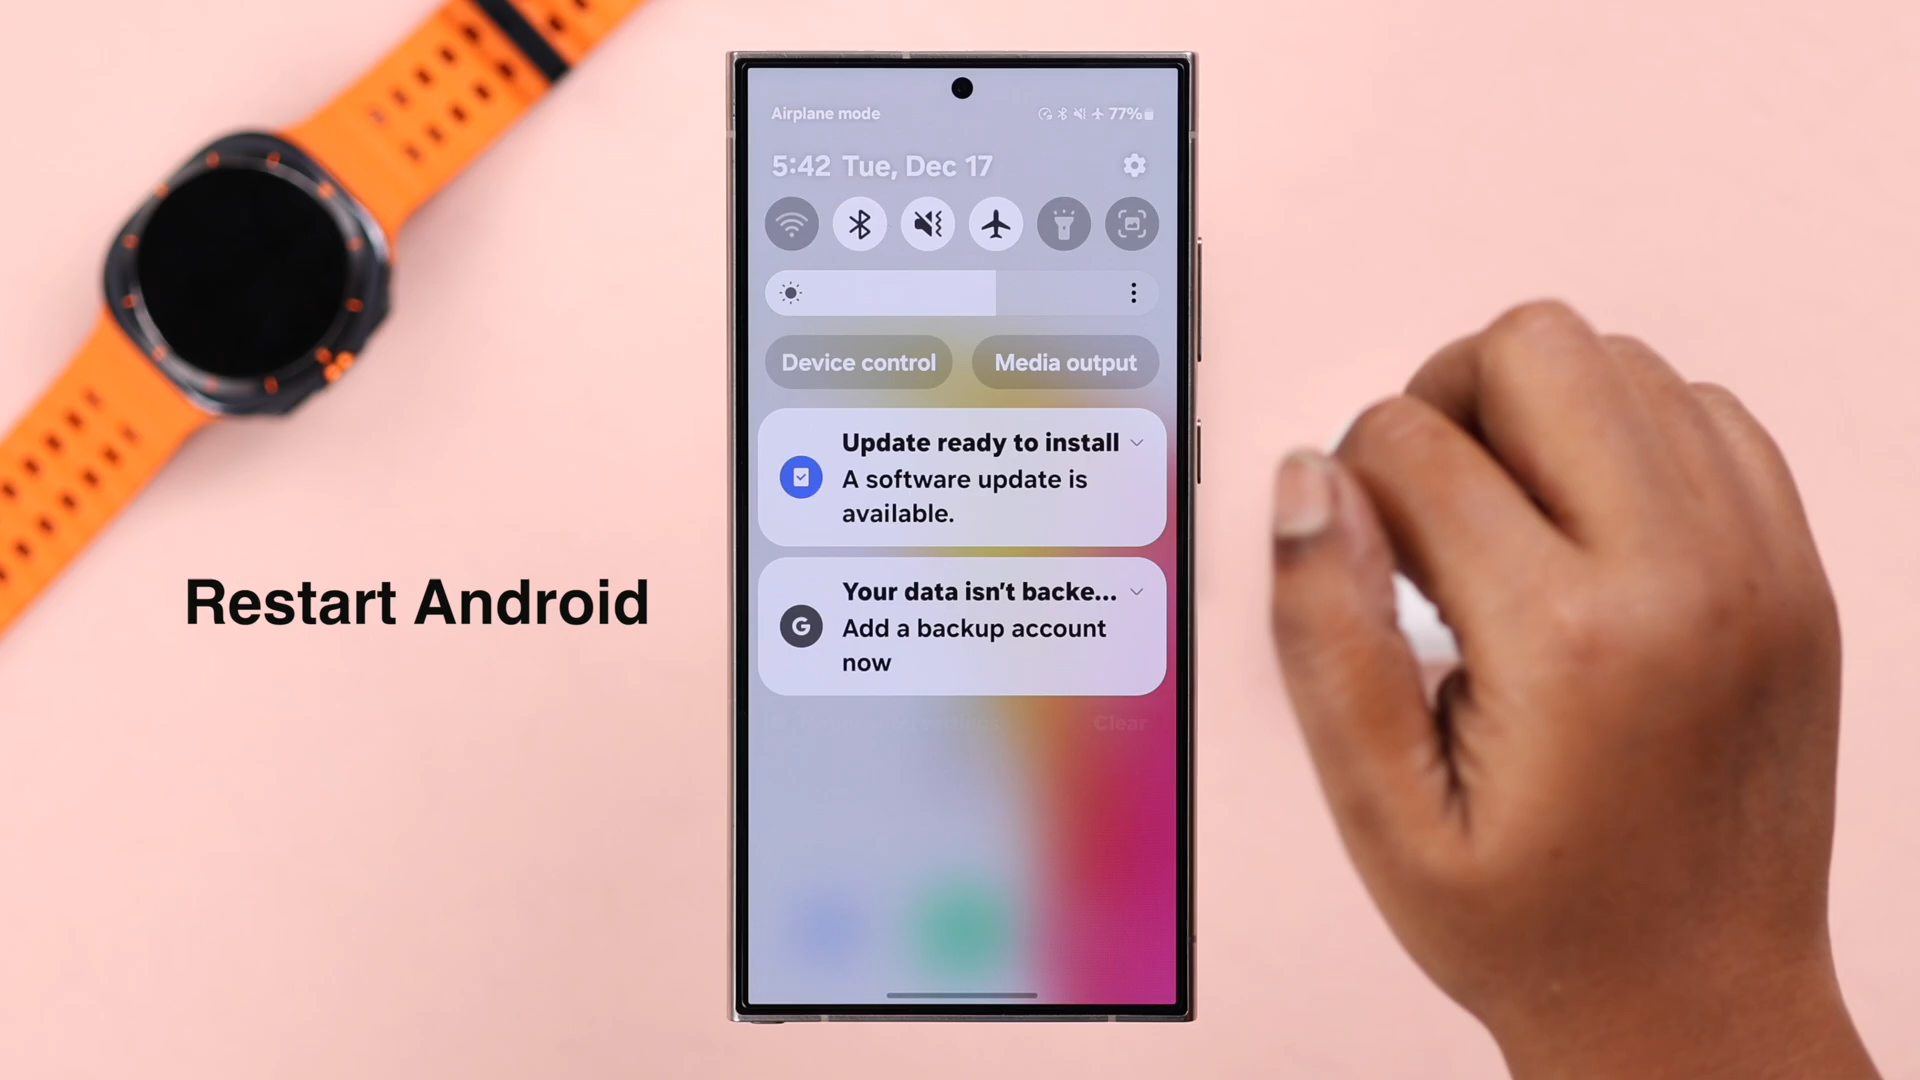 Airplane mode
77%
5:42 Tue, Dec 17
Device control
Media output
Update ready to install
A software update is
available.
Your data isn't backe...
G
Add a backup account
now
Clear
Restart Android